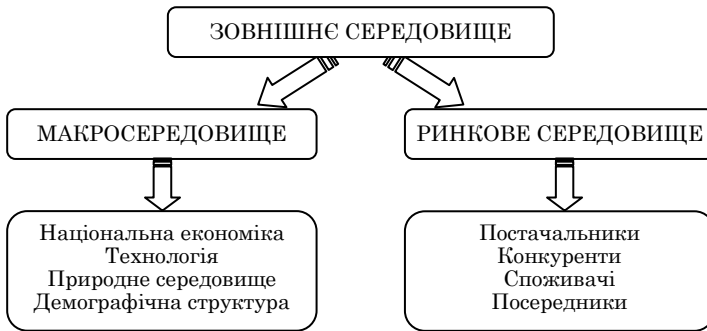 ЗОВНІШНЄ СЕРЕДОВИЩЕ
МАКРОСЕРЕДОВИЩЕ
РИНКОВЕ СЕРЕДОВИЩЕ
Національна економіка
Технологія
Природне середовище
Демографічна структура
Постачальники
Конкуренти
Споживачі
Посередники